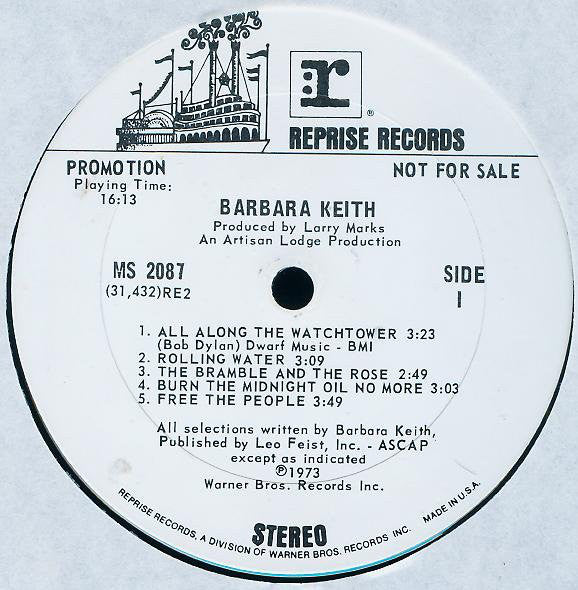 r
®
REPRISE RECORDS
PROMOTION
NOT FOR SALE
Playing Time:
16:13
BARBARA KEITH
Produced by Larry Marks
An Artisan Lodge Production
MS 2087
SIDE
(31,432)RE2
1
1. ALL ALONG THE WATCHTOWER 3:23
(Bob Dylan) Dwarf Music - BMI
2. ROLLING WATER 3:09
3. THE BRAMBLE AND THE ROSE 2:49
4. BURN THE MIDNIGHT OIL NO MORE 3:03
5. FREE THE PEOPLE 3:49
All selections written by Barbara Keith,
Published by Leo Feist, Inc. - ASCAP
except as indicated
℗1973
Warner Bros. Records Inc.
STEREO
REPRISE RECORDS, A DIVISION OF WARNER BROS. RECORDS INC. MADE IN U.S.A.